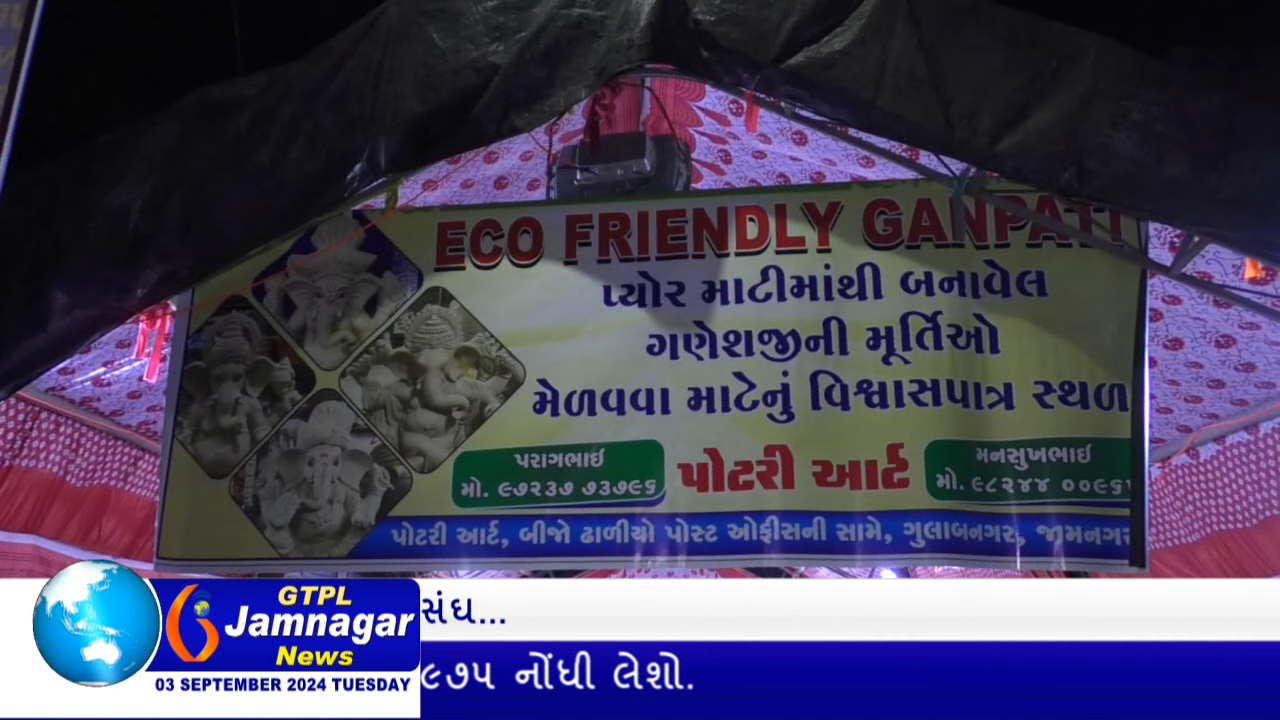 ECO FRIENDLY GANPATI
પ્યોર માટીમાંથી બનાવેલ
ગણેશજીની મૂર્તિઓ
મેળવવા માટેનું વિશ્વાસપાત્ર સ્થળ
પરાગભાઇ
મો. ૯૭૨૩૭ ૭૩૭૯૬
પોટરી આર્ટ
મનસુખભાઇ
મો. ૯૮૨૪૪
પોટરી આર્ટ, બીજો ઢાળીયો પોસ્ટ ઓફીસની સામે, ગુલાબનગર, જામનગર
GTPL
Jamnagar
News
03 SEPTEMBER 2024 TUESDAY
સંઘ...
૯૭૫ નોંધી લેશો.